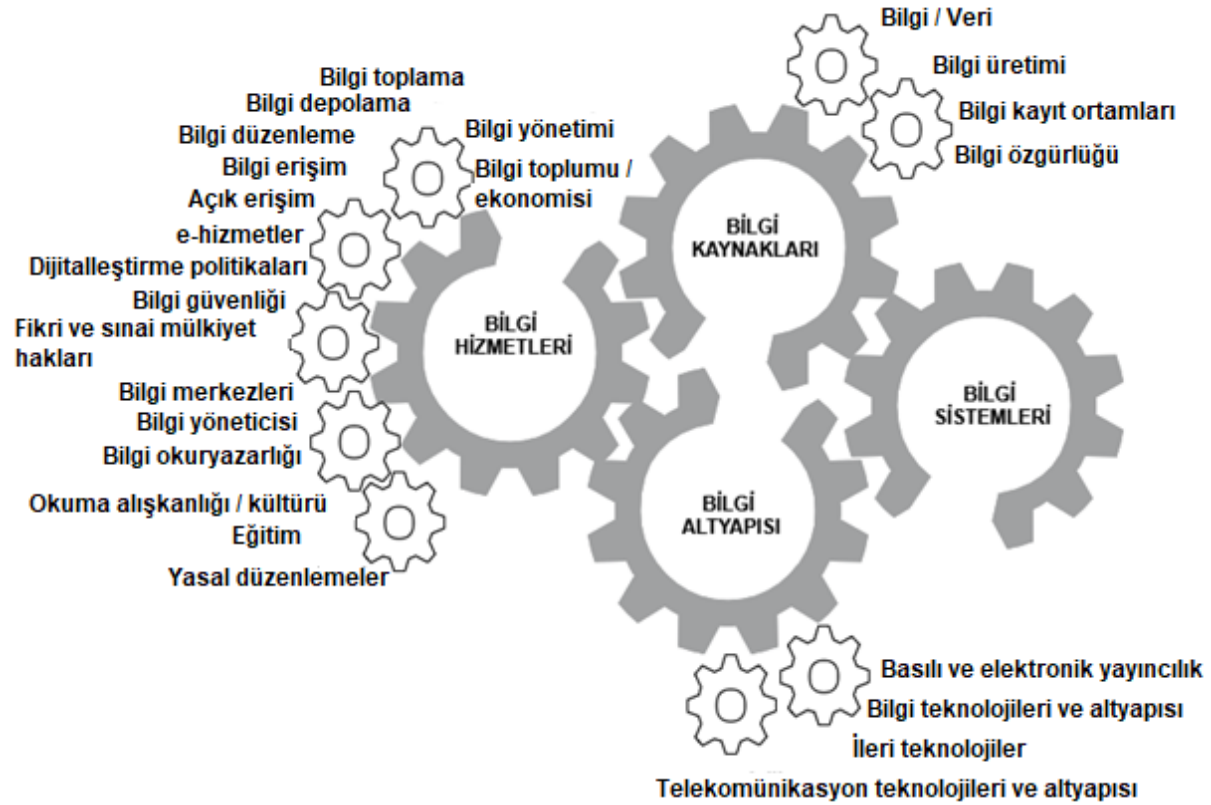 Bilgi / Veri
Bilgi üretimi
Bilgi kayıt ortamları
Bilgi özgürlüğü
Bilgi toplama
Bilgi depolama
Bilgi düzenleme
Bilgi erişim
Açık erişim
e-hizmetler
Dijitalleştirme politikaları
Bilgi güvenliği
Fikri ve sınai mülkiyet
hakları
Bilgi merkezleri
Bilgi yöneticisi
Bilgi okuryazarlığı
Okuma alışkanlığı / kültürü
Eğitim
Yasal düzenlemeler
Bilgi yönetimi
Bilgi toplumu /
ekonomisi
BİLGİ
HİZMETLERİ
BİLGİ
KAYNAKLARI
BİLGİ
SİSTEMLERİ
BİLGİ
ALTYAPISI
Basılı ve elektronik yayıncılık
Bilgi teknolojileri ve altyapısı
İleri teknolojiler
Telekomünikasyon teknolojileri ve altyapısı